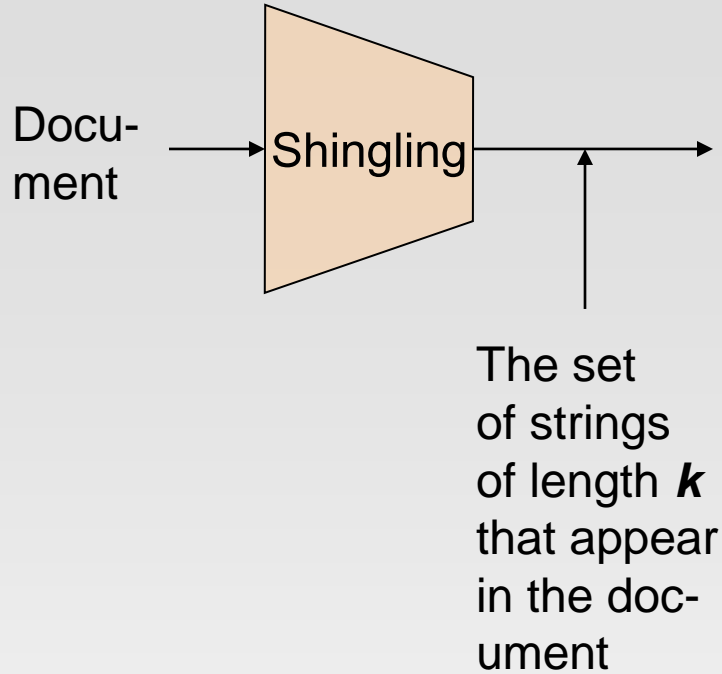 Docu-
ment
Shingling
The set
of strings
of length k
that appear
in the doc-
ument